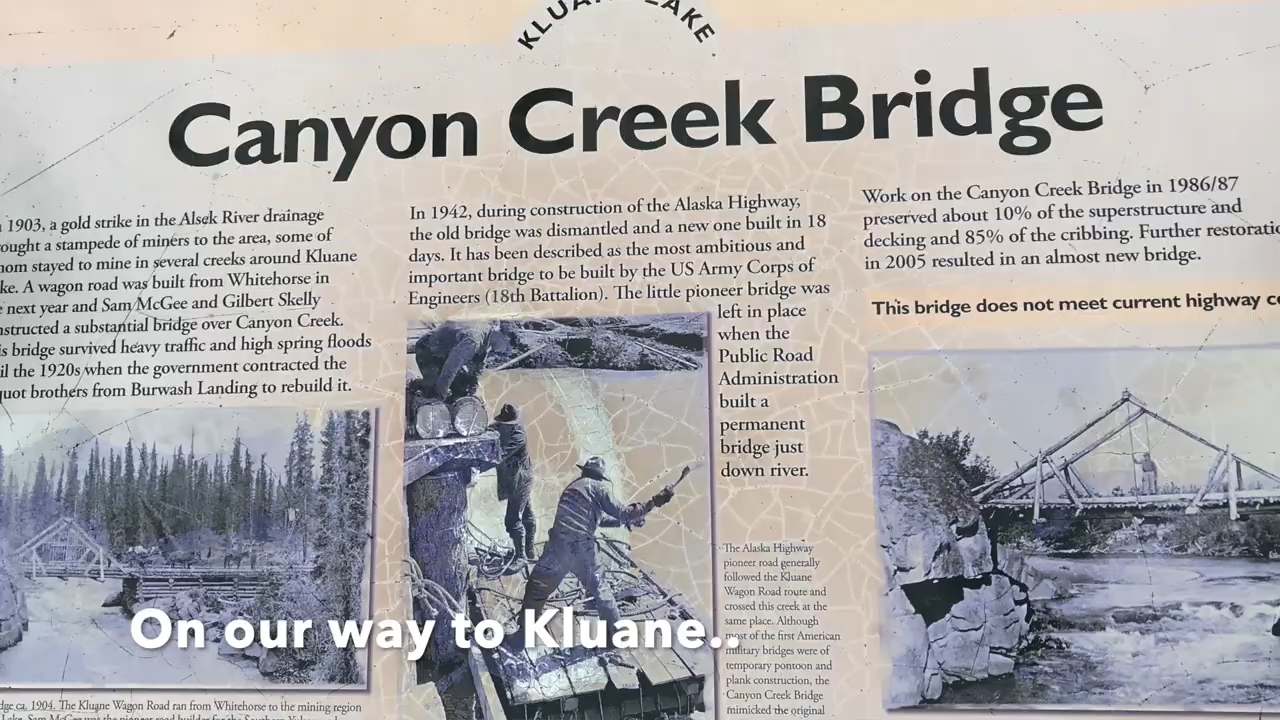 KLUANE LAKE
Canyon Creek Bridge
1903, a gold strike in the Alsek River drainage
a stampede of miners to the area, some of
stayed to mine in several creeks around Kluane
A wagon road was built from Whitehorse in
next year and Sam McGee and Gilbert Skelly
a substantial bridge over Canyon Creek.
bridge survived heavy traffic and high spring floods
the 1920s when the government contracted the
brothers from Burwash Landing to rebuild it.
In 1942, during construction of the Alaska Highway,
the old bridge was dismantled and a new one built in 18
days. It has been described as the most ambitious and
important bridge to be built by the US Army Corps of
Engineers (18th Battalion). The little pioneer bridge was
left in place
when the
Public Road
Administration
built a
permanent
bridge just
down river.
Work on the Canyon Creek Bridge in 1986/87
preserved about 10% of the superstructure and
decking and 85% of the cribbing. Further
in 2005 resulted in an almost new bridge.
This bridge does not meet current highway
The Alaska Highway
pioneer road generally
followed the Kluane
Wagon Road route and
crossed this creek at the
same place. Although
most of the first American
military bridges were of
temporary pontoon and
plank construction, the
Canyon Creek Bridge
mimicked the original
ca. 1904. The Kluane Wagon Road ran from Whitehorse to the mining region
On our way to Kluane...